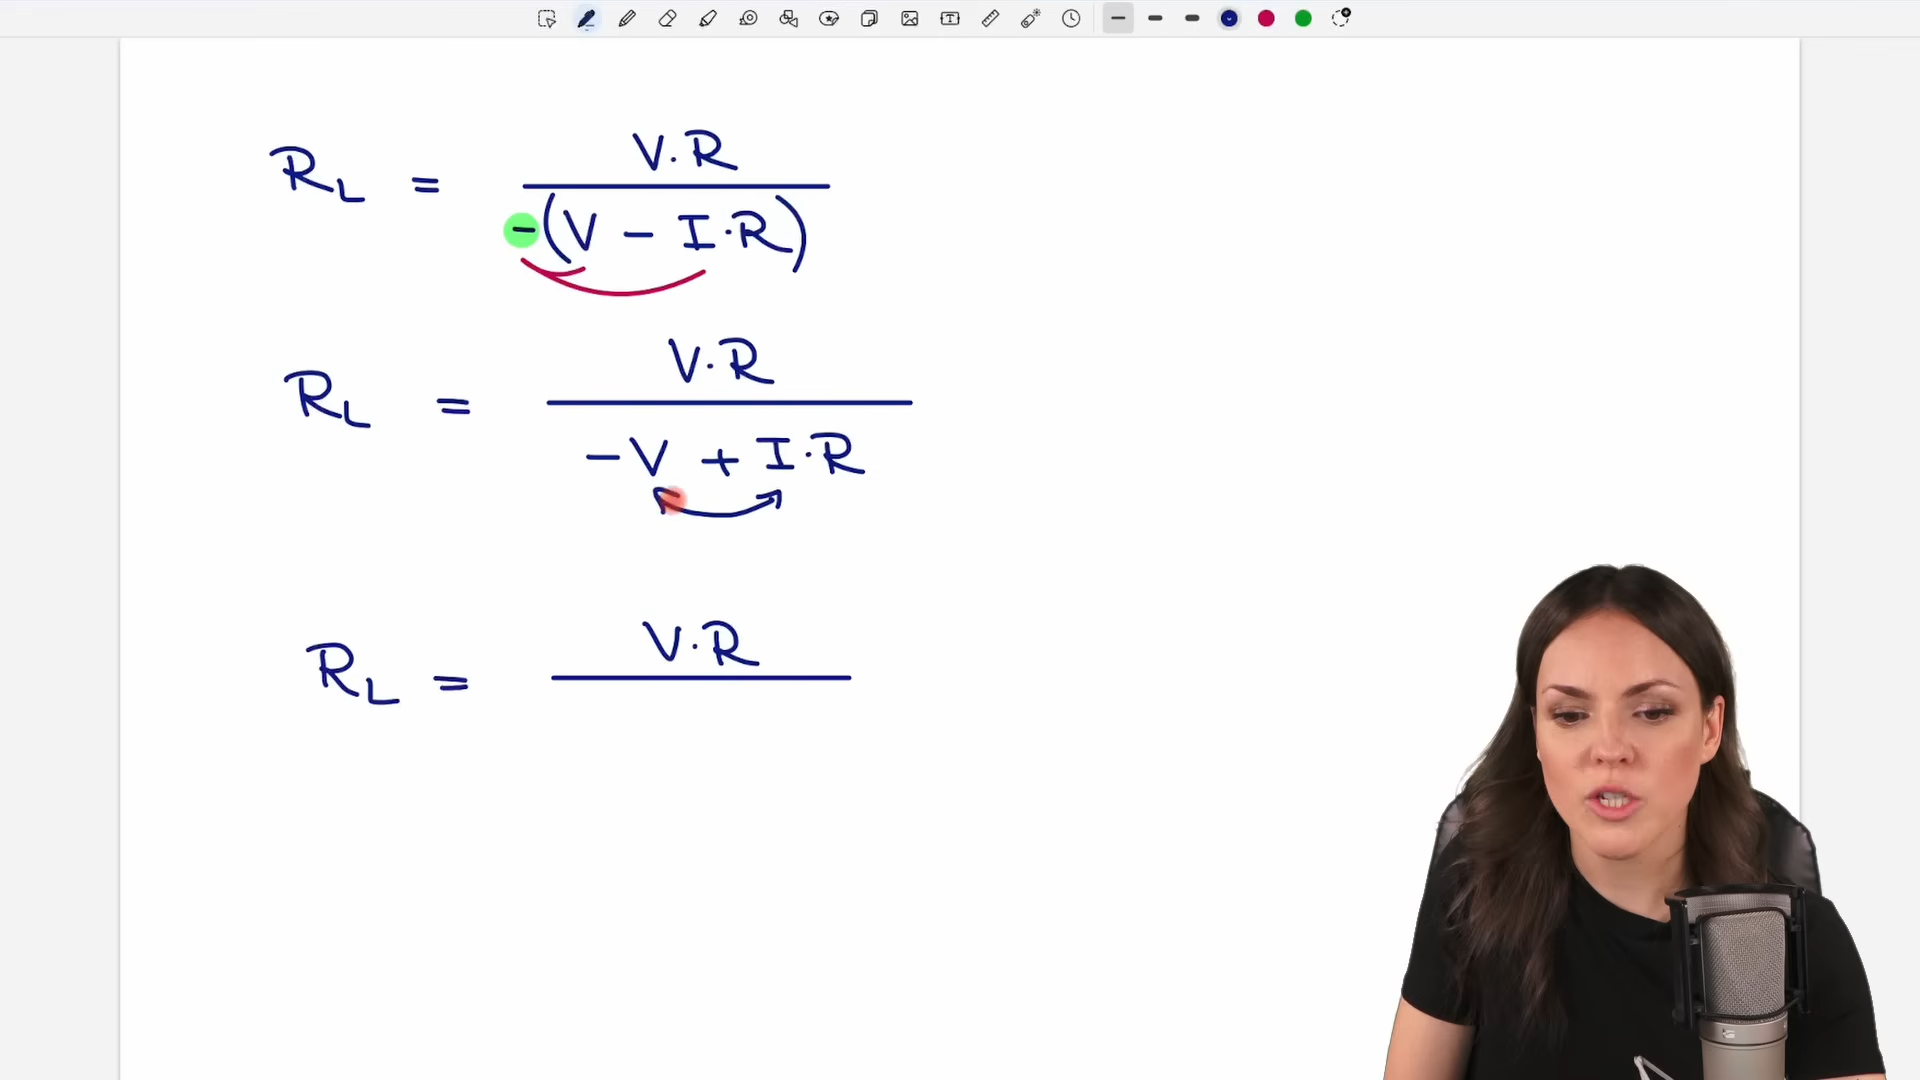 R_L = V·R / -(V - I·R)
R_L = V·R / -V + I·R
R_L = V·R